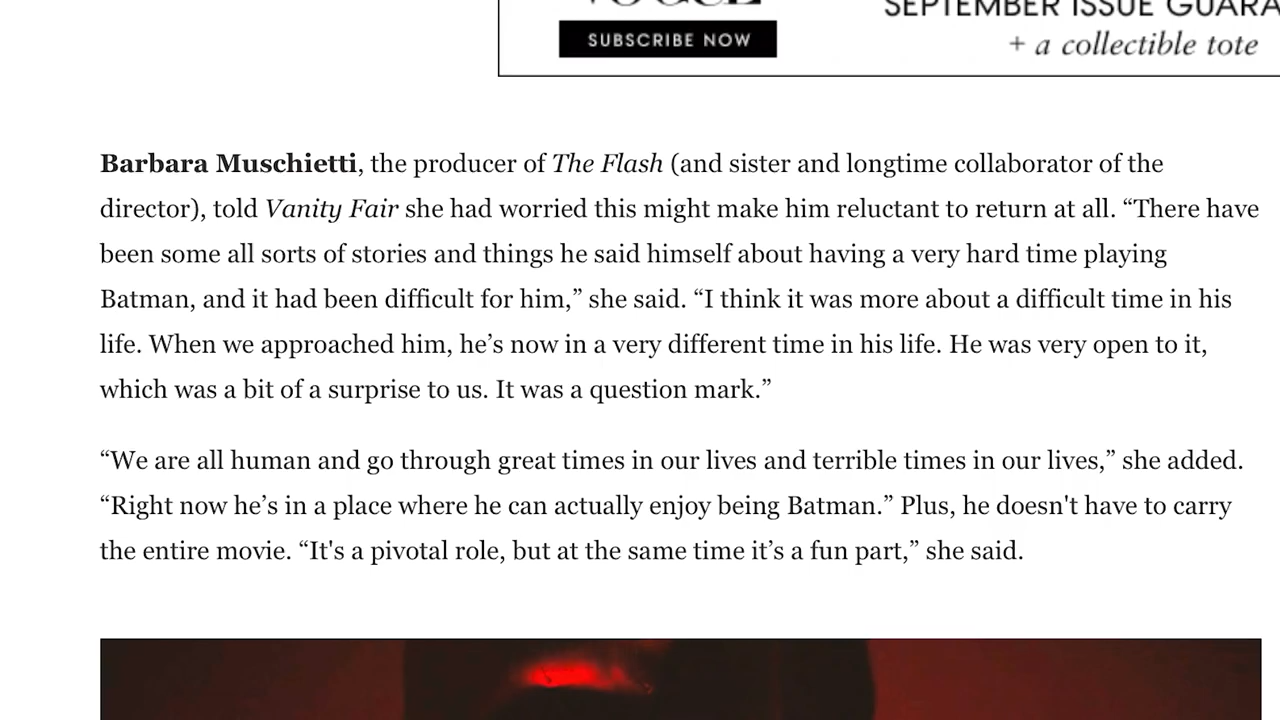 VOGUE
SEPTEMBER ISSUE GUARA
SUBSCRIBE NOW
+ a collectible tote
Barbara Muschietti, the producer of The Flash (and sister and longtime collaborator of the
director), told Vanity Fair she had worried this might make him reluctant to return at all. “There have
been some all sorts of stories and things he said himself about having a very hard time playing
Batman, and it had been difficult for him,” she said. “I think it was more about a difficult time in his
life. When we approached him, he’s now in a very different time in his life. He was very open to it,
which was a bit of a surprise to us. It was a question mark.”
“We are all human and go through great times in our lives and terrible times in our lives,” she added.
“Right now he’s in a place where he can actually enjoy being Batman.” Plus, he doesn't have to carry
the entire movie. “It's a pivotal role, but at the same time it’s a fun part,” she said.